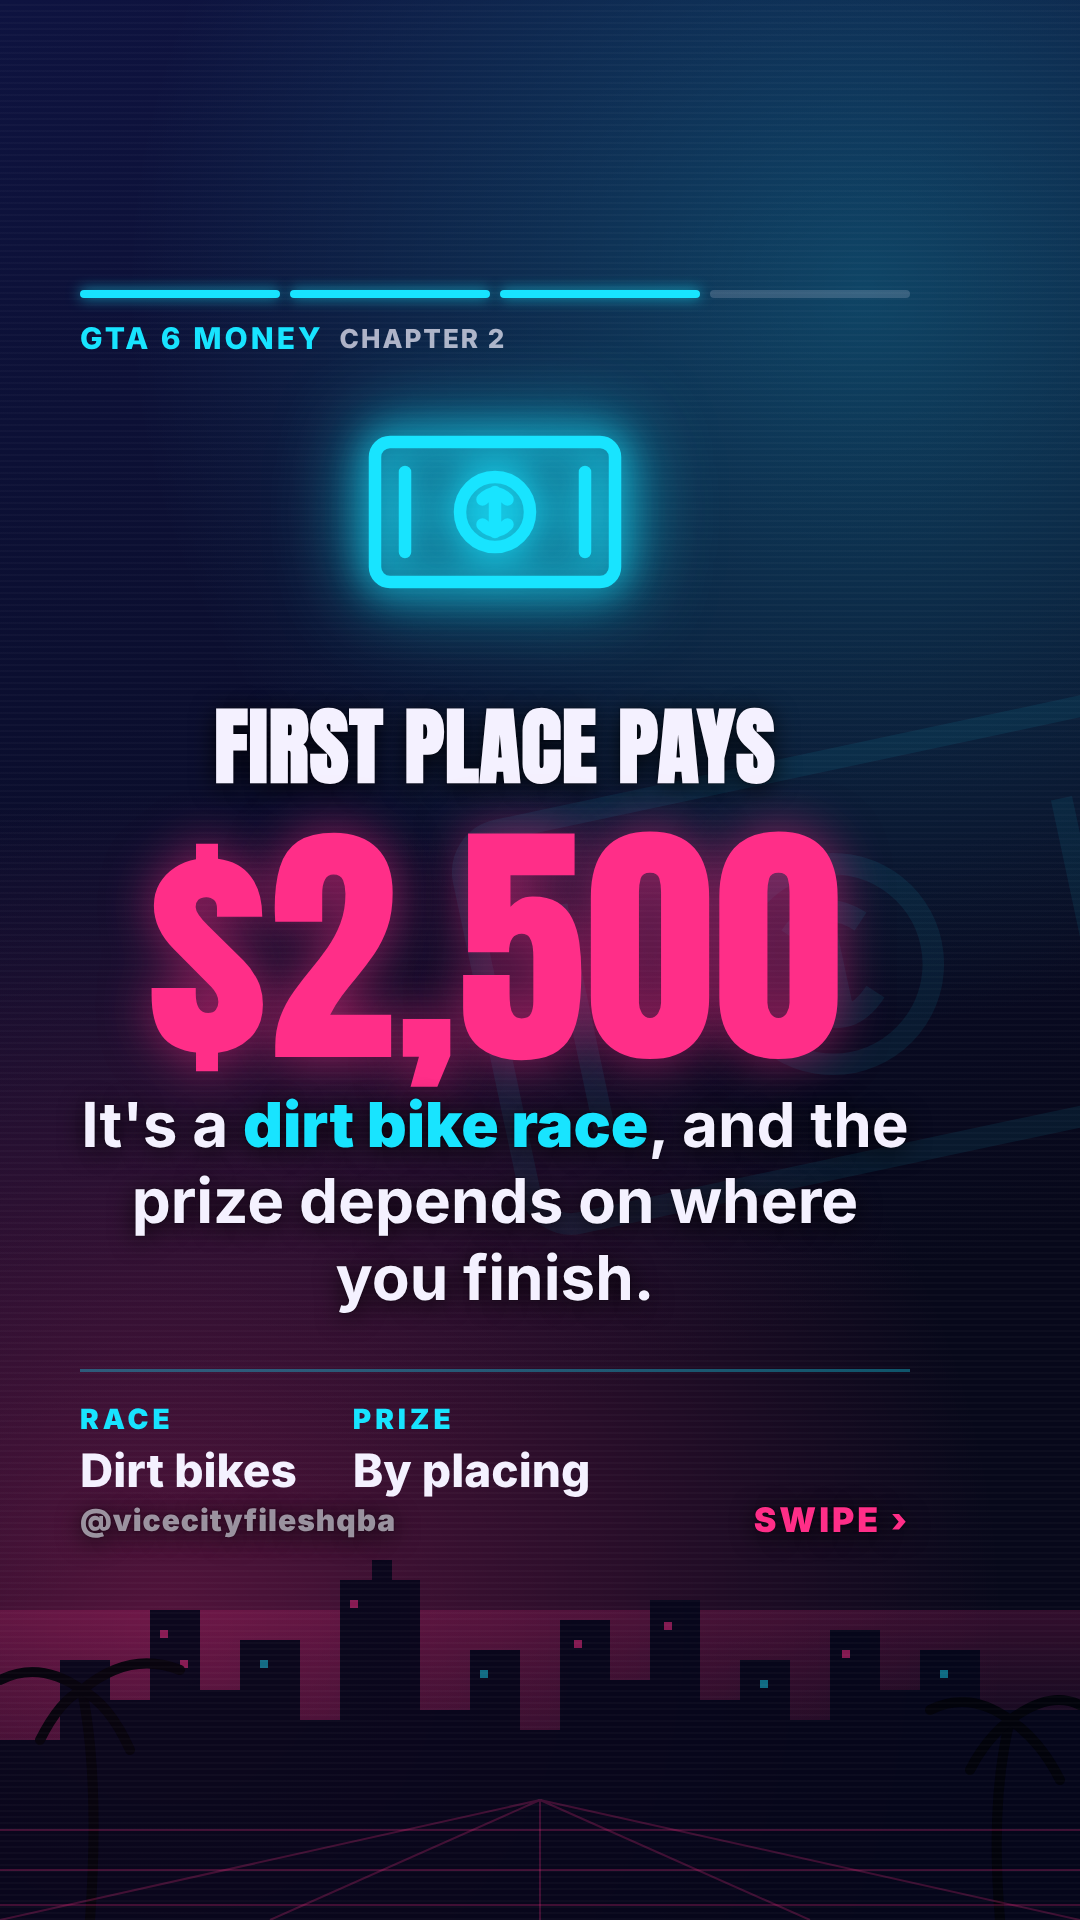 GTA 6 MONEY CHAPTER 2
FIRST PLACE PAYS
$2,500
It's a dirt bike race, and the
prize depends on where
you finish.
RACE PRIZE
Dirt bikes By placing
@vicecityfileshqba SWIPE ›